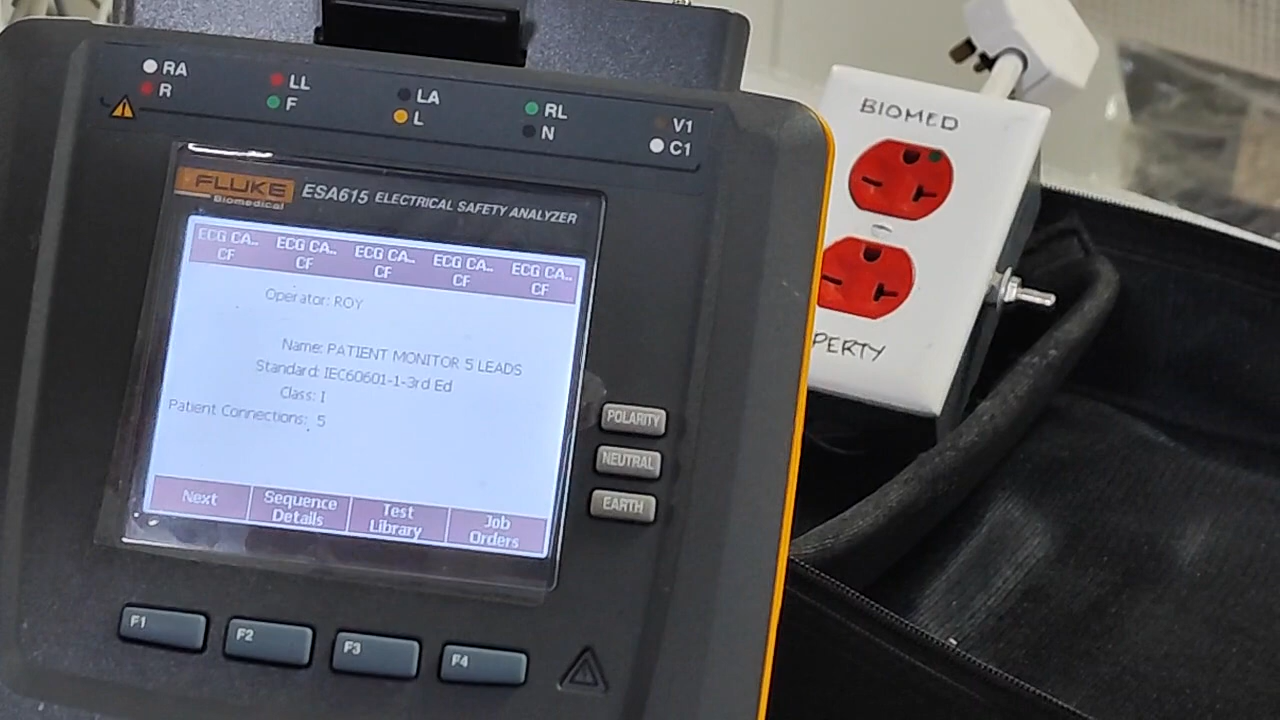 RA LL LA RL V1
R F L N C1
FLUKE
Biomedical
ESA615 ELECTRICAL SAFETY ANALYZER
ECG CA.. ECG CA.. ECG CA.. ECG CA.. ECG CA..
CF CF CF CF CF
Operator: ROY
Name: PATIENT MONITOR 5 LEADS
Standard: IEC60601-1-3rd Ed
Class: I
Patient Connections: 5
Next
Sequence
Details
Test
Library
Job
Orders
POLARITY
NEUTRAL
EARTH
F1 F2 F3 F4
BIOMED
PERTY